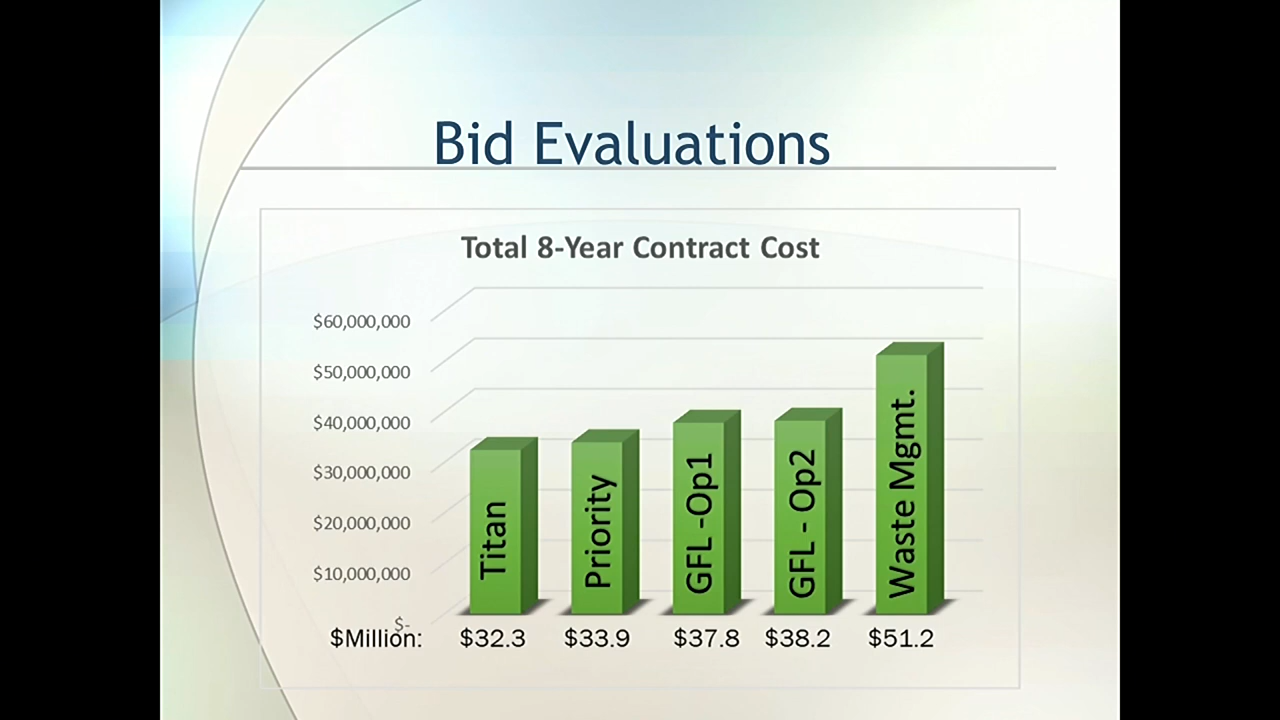 Bid Evaluations
Total 8-Year Contract Cost
$60,000,000
$50,000,000
$40,000,000
$30,000,000
$20,000,000
$10,000,000
$-
Titan
Priority
GFL -Op1
GFL - Op2
Waste Mgmt.
$Million: $32.3 $33.9 $37.8 $38.2 $51.2